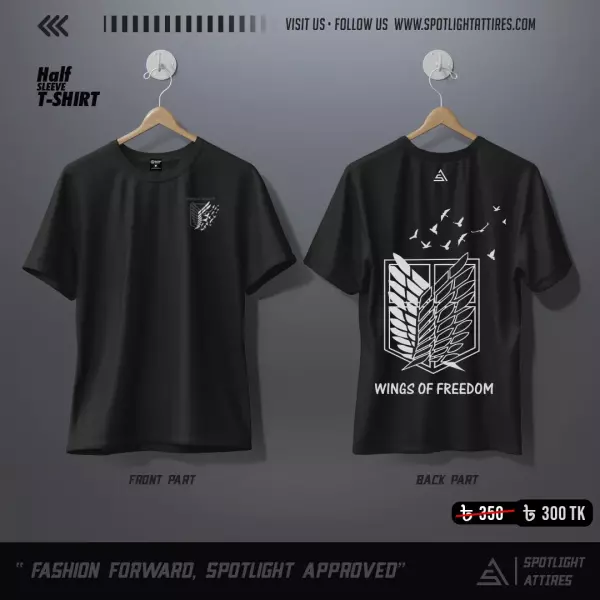 VISIT US • FOLLOW US WWW.SPOTLIGHTATTIRES.COM
Half
SLEEVE
T-SHIRT
WINGS OF FREEDOM
FRONT PART
BACK PART
৳ 350 ৳ 300 TK
“ FASHION FORWARD, SPOTLIGHT APPROVED”
SPOTLIGHT
ATTIRES